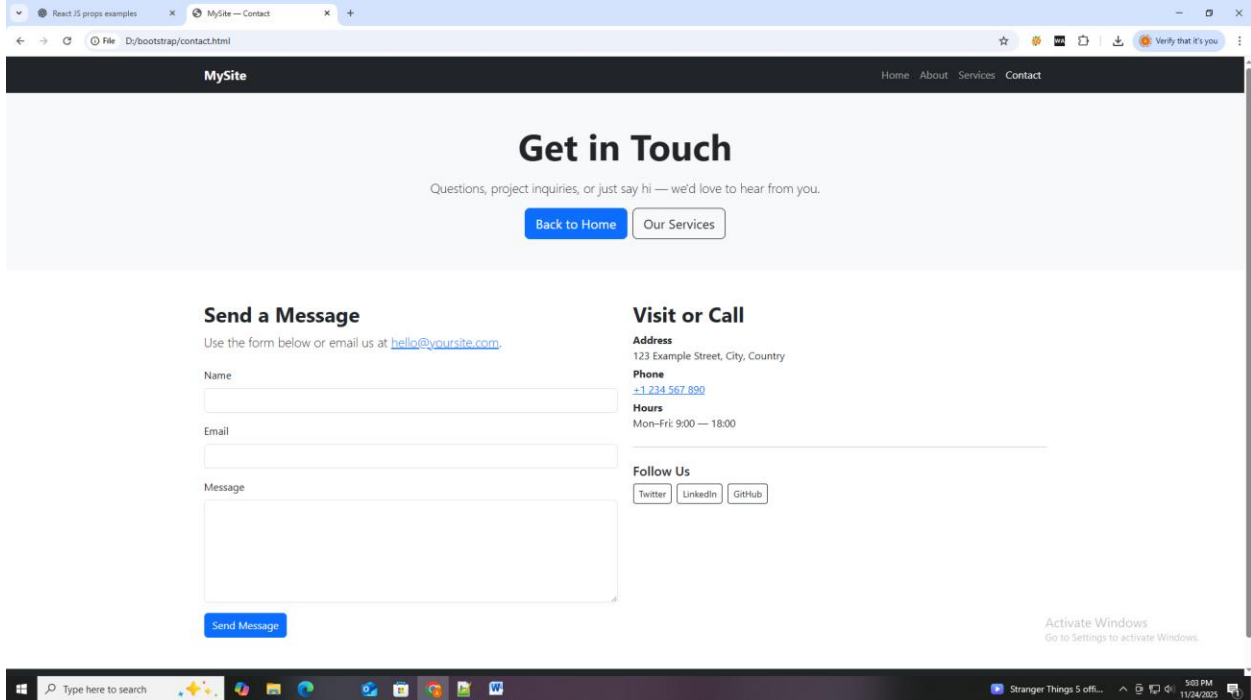 React JS props examples
MySite — Contact
File D:/bootstrap/contact.html
WA
Verify that it's you
MySite
Home About Services Contact
Get in Touch
Questions, project inquiries, or just say hi — we'd love to hear from you.
Back to Home Our Services
Send a Message
Use the form below or email us at hello@yoursite.com.
Name
Email
Message
Send Message
Visit or Call
Address
123 Example Street, City, Country
Phone
+1 234 567 890
Hours
Mon–Fri: 9:00 — 18:00
Follow Us
Twitter LinkedIn GitHub
Activate Windows
Go to Settings to activate Windows.
Type here to search
Stranger Things 5 offi...
5:03 PM
11/24/2025